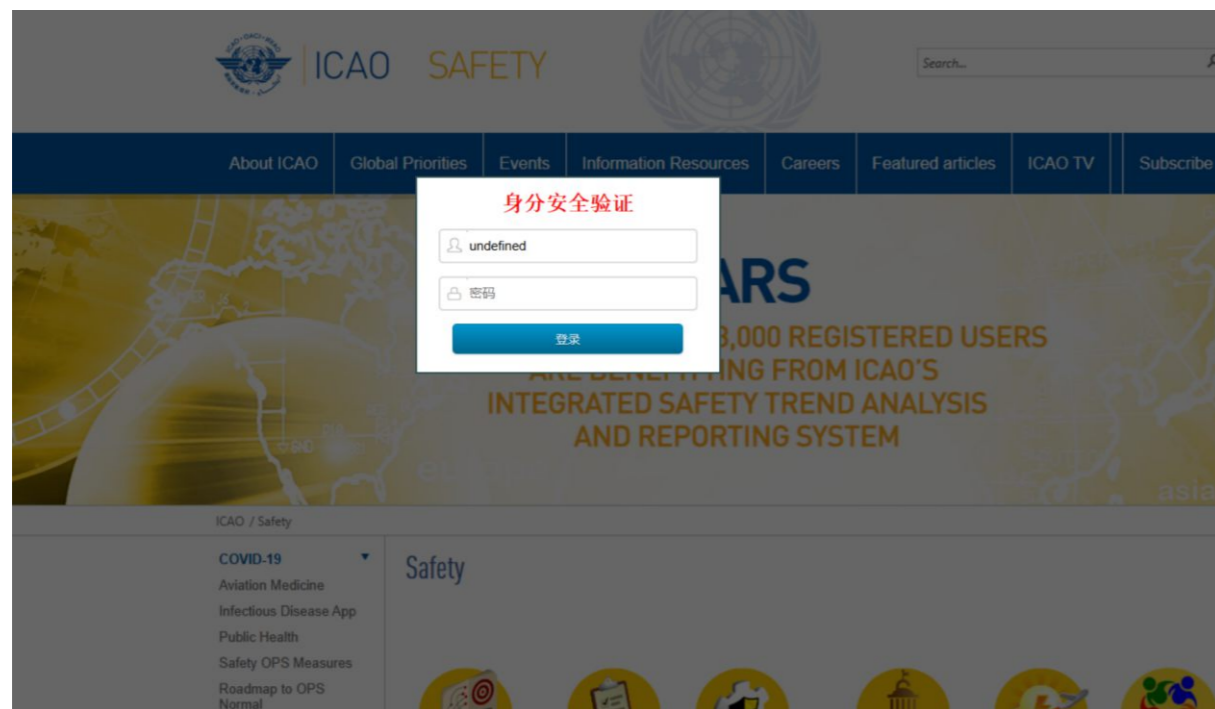 ICAO SAFETY
Search...
About ICAO Global Priorities Events Information Resources Careers Featured articles ICAO TV Subscribe
身分安全验证
undefined
密码
登录
ARS
3,000 REGISTERED USERS
ARE BENEFITTING FROM ICAO'S
INTEGRATED SAFETY TREND ANALYSIS
AND REPORTING SYSTEM
asia
ICAO / Safety
COVID-19
Aviation Medicine
Infectious Disease App
Public Health
Safety OPS Measures
Roadmap to OPS
Normal
Safety